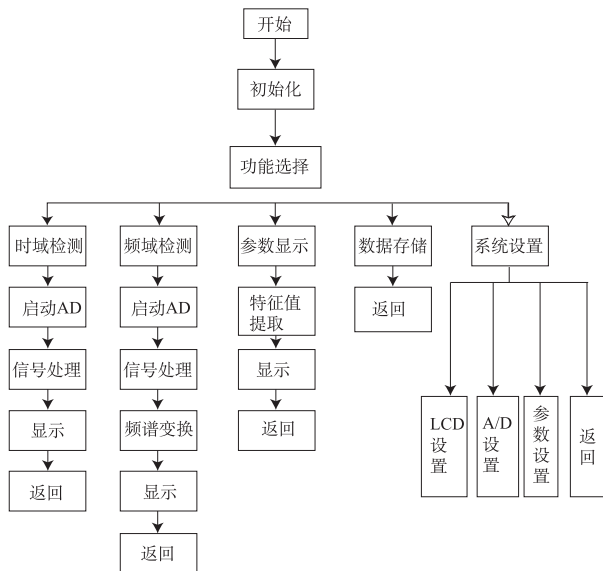 开始
初始化
功能选择
时域检测
频域检测
参数显示
数据存储
系统设置
启动AD
启动AD
特征值
提取
返回
信号处理
信号处理
显示
显示
频谱变换
返回
LCD
设置
A/D
设置
参数设置
返回
返回
显示
返回